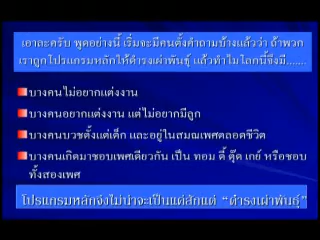 เอาละครับ พูดอย่างนี้ เริ่มจะมีคนตั้งคำถามบ้างแล้วว่า ถ้าพวก
เราถูกโปรแกรมหลักให้ดำรงเผ่าพันธุ์ แล้วทำไมโลกนี้จึงมี.......
บางคนไม่อยากแต่งงาน
บางคนอยากแต่งงาน แต่ไม่อยากมีลูก
บางคนบวชตั้งแต่เด็ก และอยู่ในสมณเพศตลอดชีวิต
บางคนเกิดมาชอบเพศเดียวกัน เป็น ทอม ดี้ ตุ๊ด เกย์ หรือชอบ
ทั้งสองเพศ
โปรแกรมหลักจึงไม่น่าจะเป็นแต่สักแต่ “ดำรงเผ่าพันธุ์”